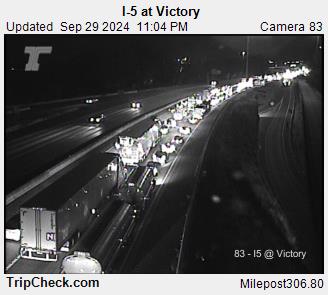 I-5 at Victory
Updated Sep 29 2024 11:04 PM Camera 83
T
83 - I5 @ Victory
TripCheck.com Milepost306.80